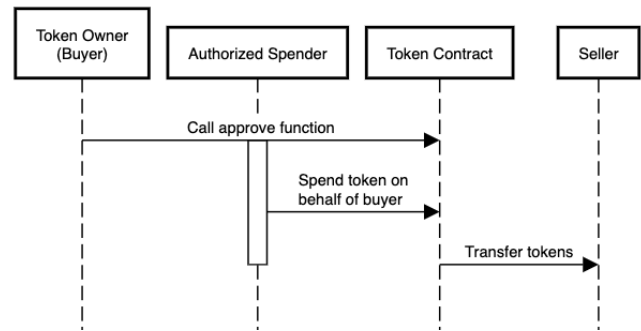 Token Owner
(Buyer)
Authorized Spender
Token Contract
Seller
Call approve function
Spend token on
behalf of buyer
Transfer tokens